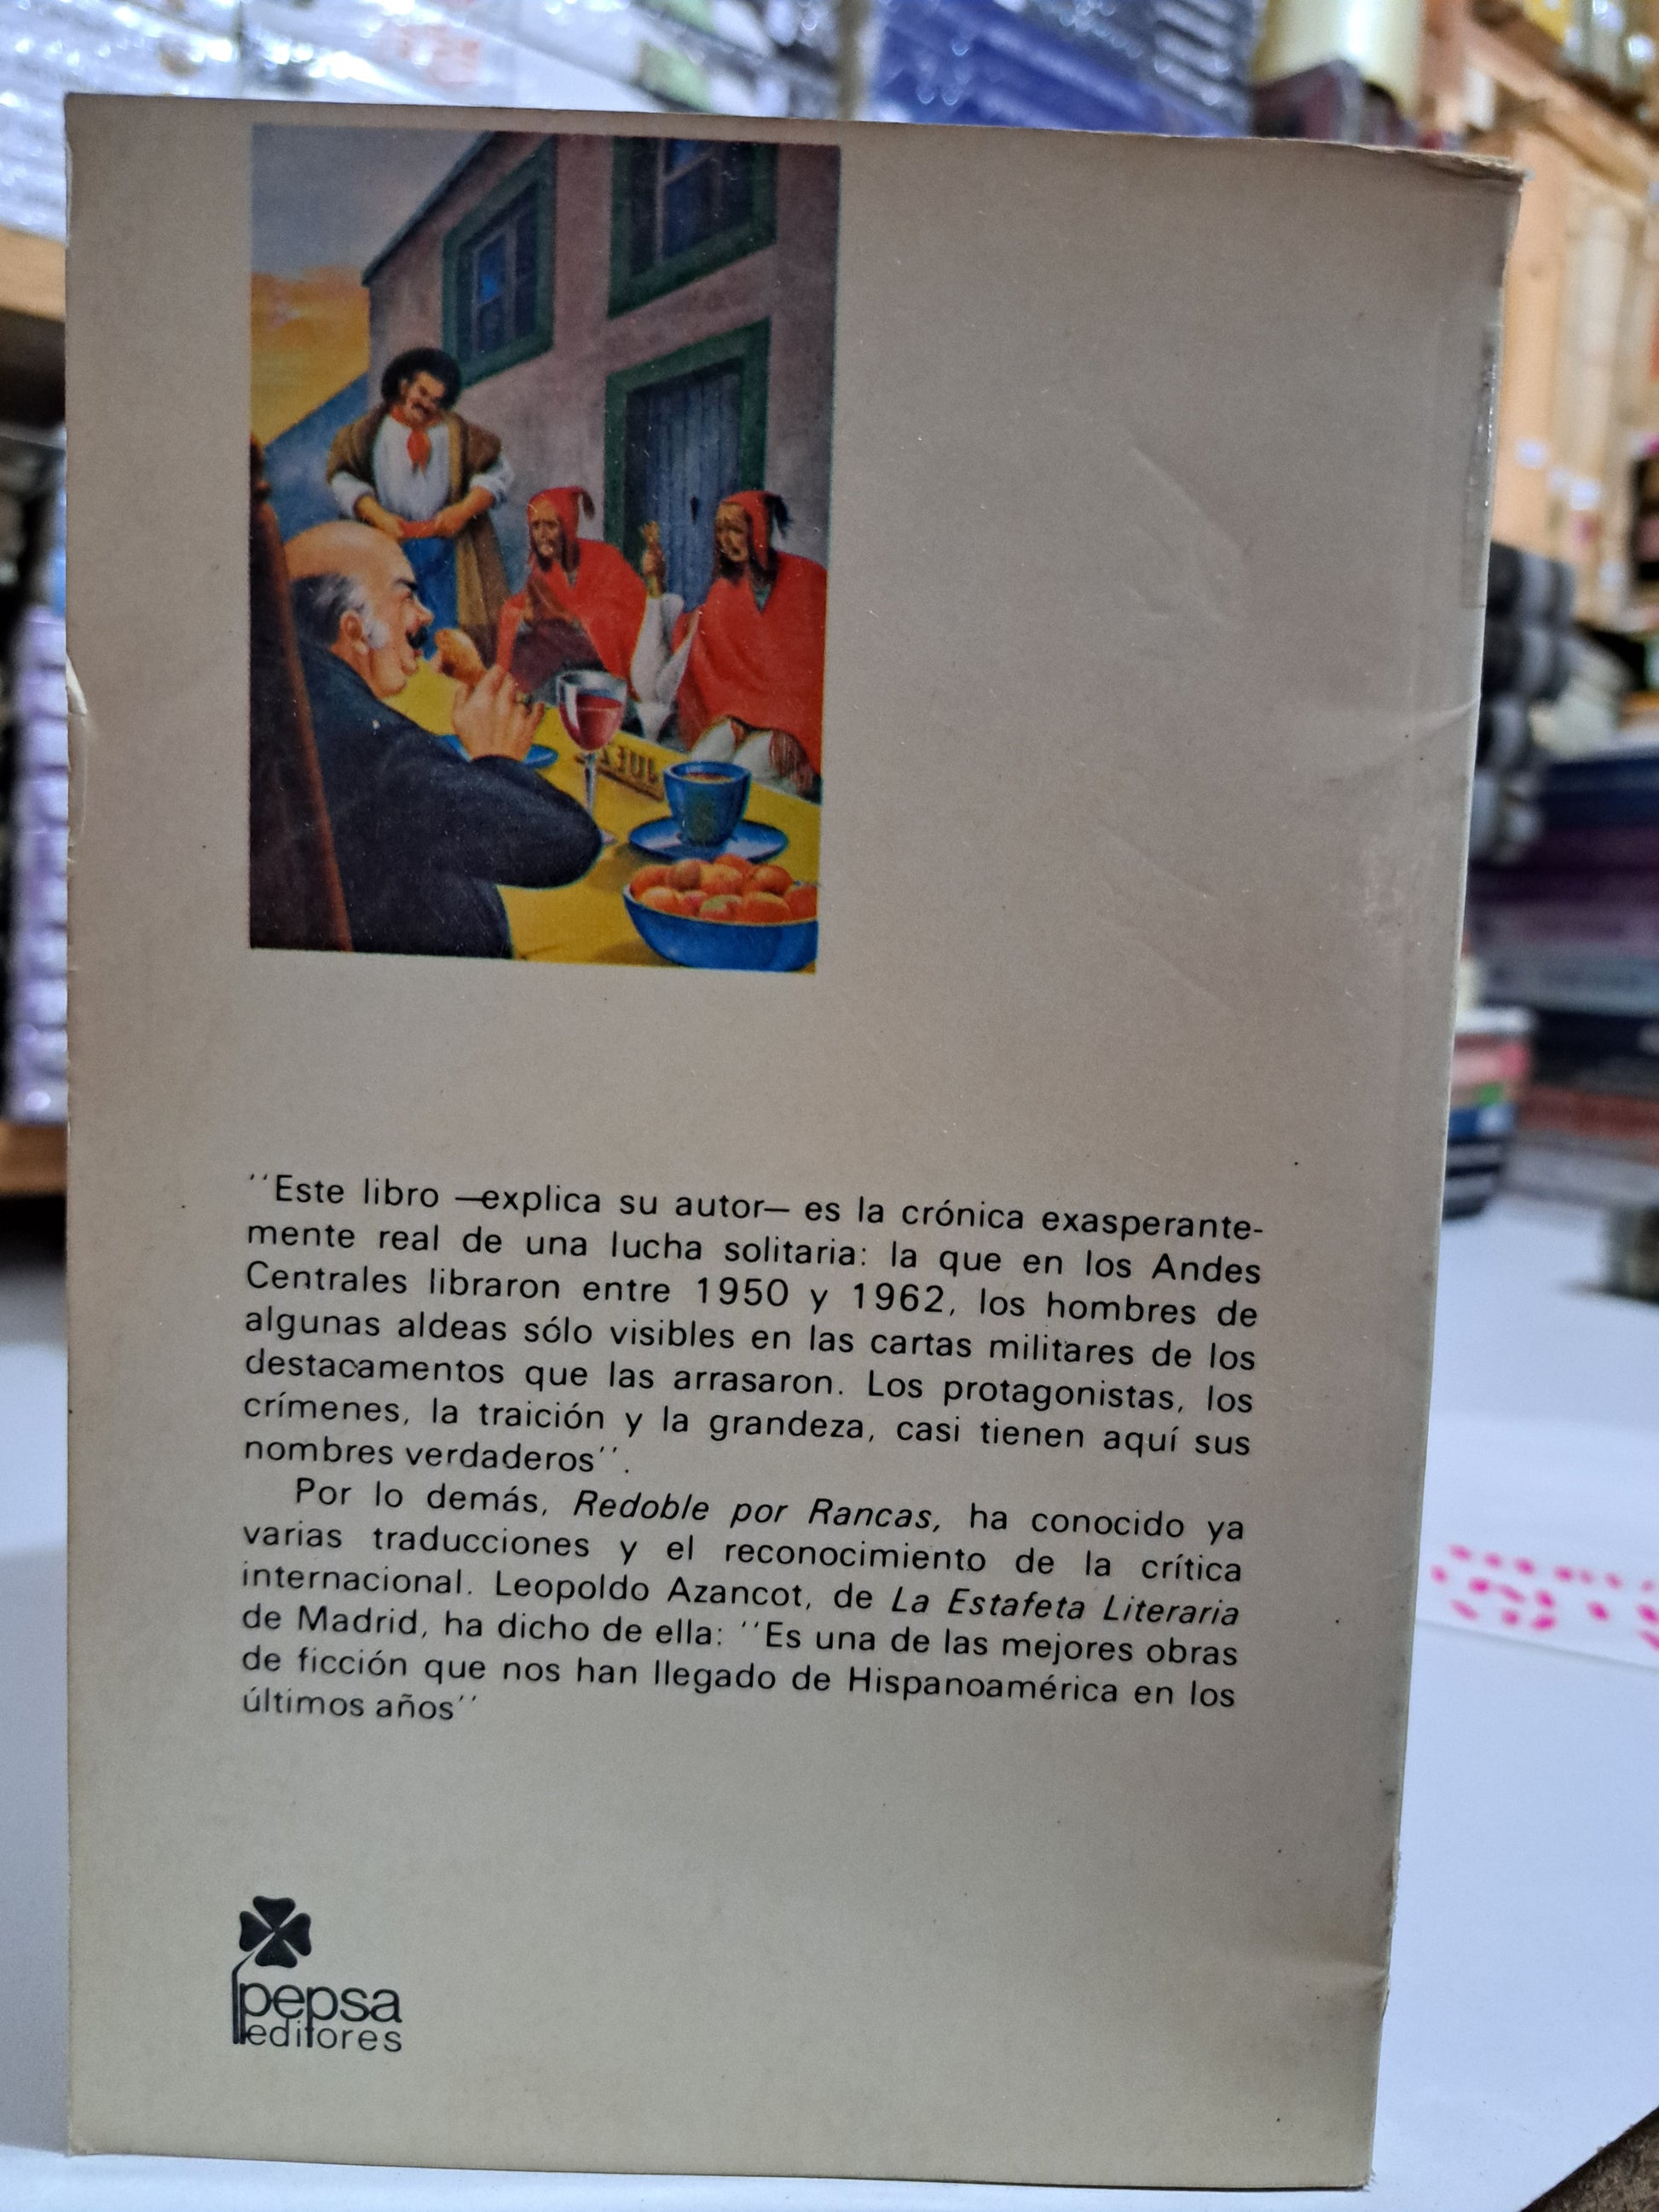 JUEZ
''Este libro —explica su autor— es la crónica exasperante-
mente real de una lucha solitaria: la que en los Andes
Centrales libraron entre 1950 y 1962, los hombres de
algunas aldeas sólo visibles en las cartas militares de los
destacamentos que las arrasaron. Los protagonistas, los
crímenes, la traición y la grandeza, casi tienen aquí sus
nombres verdaderos''.
Por lo demás, Redoble por Rancas, ha conocido ya
varias traducciones y el reconocimiento de la crítica
internacional. Leopoldo Azancot, de La Estafeta Literaria
de Madrid, ha dicho de ella: ''Es una de las mejores obras
de ficción que nos han llegado de Hispanoamérica en los
últimos años''
pepsa
editores